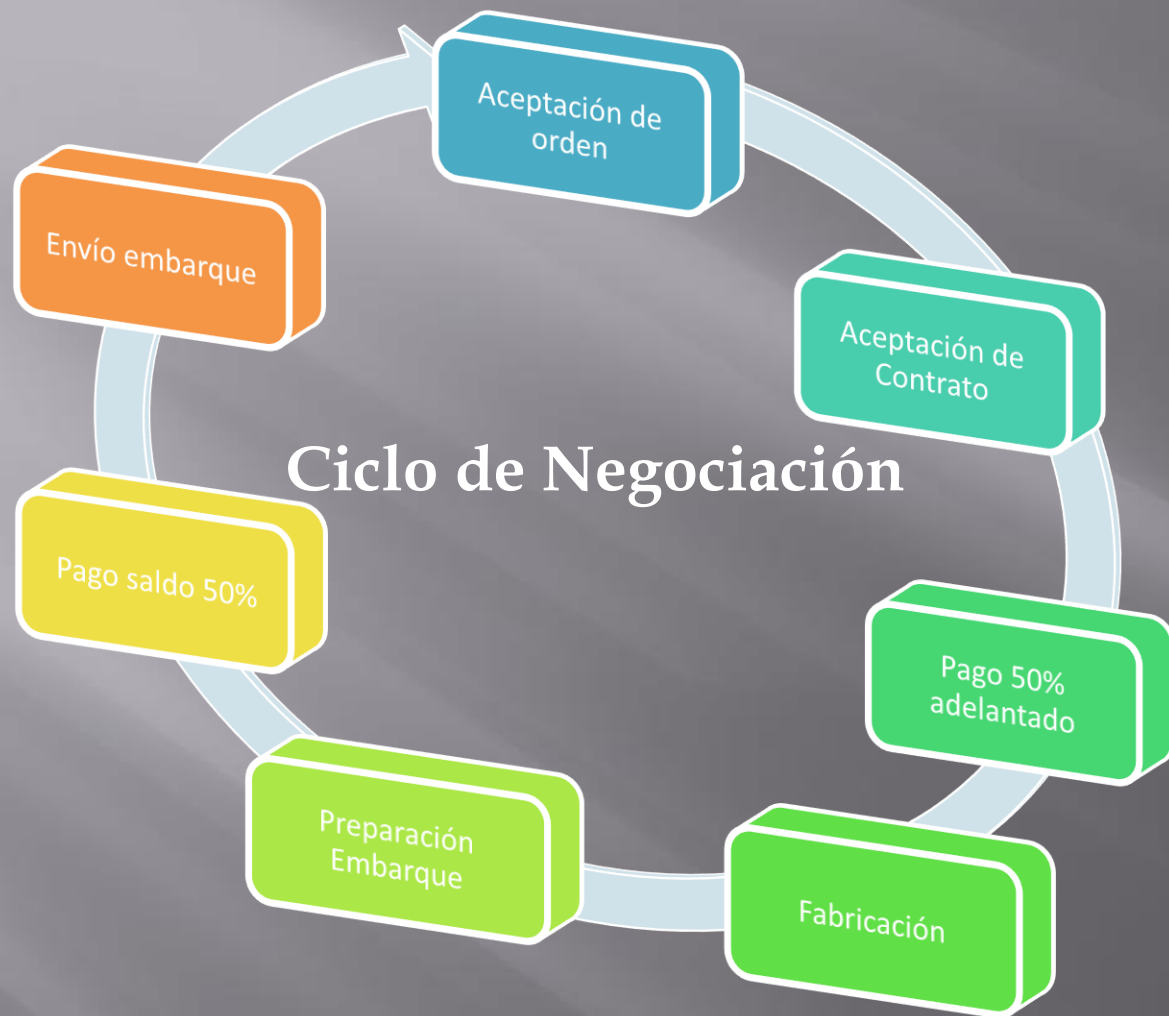 Aceptación de
orden
Aceptación de
Contrato
Pago 50%
adelantado
Fabricación
Preparación
Embarque
Pago saldo 50%
Envío embarque
Ciclo de Negociación